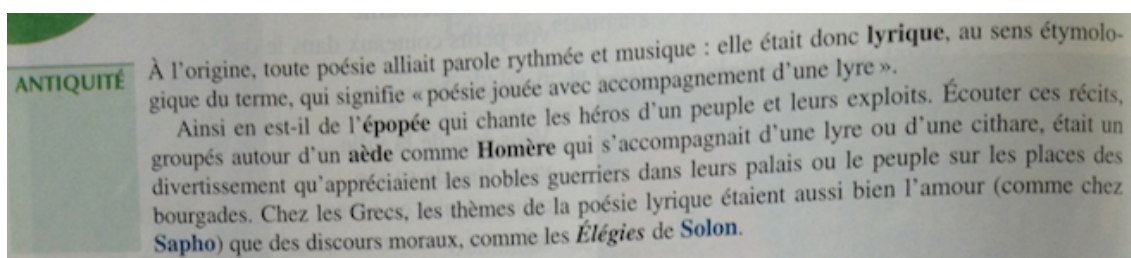 ANTIQUITÉ
À l'origine, toute poésie alliait parole rythmée et musique : elle était donc lyrique, au sens étymolo-
gique du terme, qui signifie « poésie jouée avec accompagnement d'une lyre ».
Ainsi en est-il de l'épopée qui chante les héros d'un peuple et leurs exploits. Écouter ces récits,
groupés autour d'un aède comme Homère qui s'accompagnait d'une lyre ou d'une cithare, était un
divertissement qu'appréciaient les nobles guerriers dans leurs palais ou le peuple sur les places des
bourgades. Chez les Grecs, les thèmes de la poésie lyrique étaient aussi bien l'amour (comme chez
Sapho) que des discours moraux, comme les Élégies de Solon.